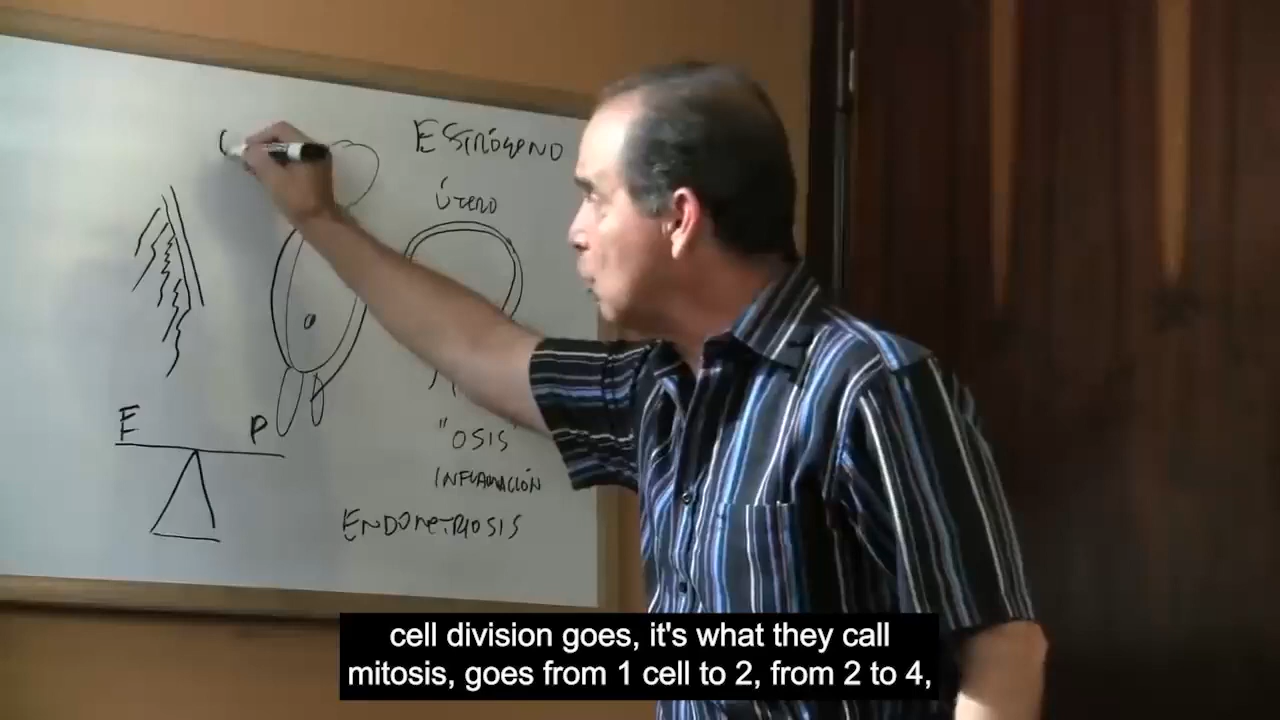 ESTRÓGENO
ÚTERO
E
P
"OSIS"
INFLAMACIÓN
ENDOMETRIOSIS
cell division goes, it's what they call
mitosis, goes from 1 cell to 2, from 2 to 4,